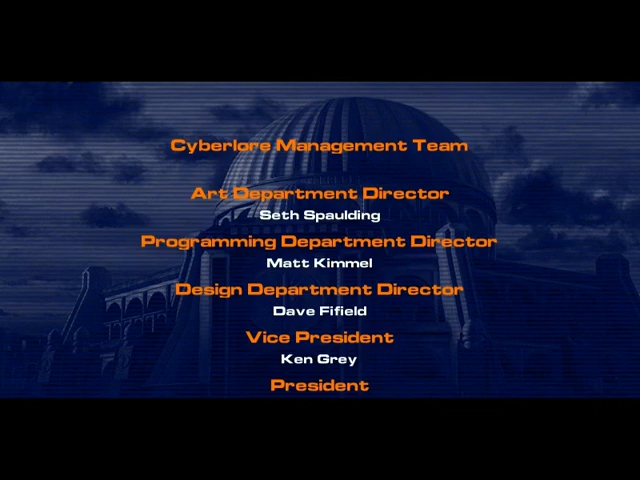 Cyberlore Management Team
Art Department Director
Seth Spaulding
Programming Department Director
Matt Kimmel
Design Department Director
Dave Fifield
Vice President
Ken Grey
President